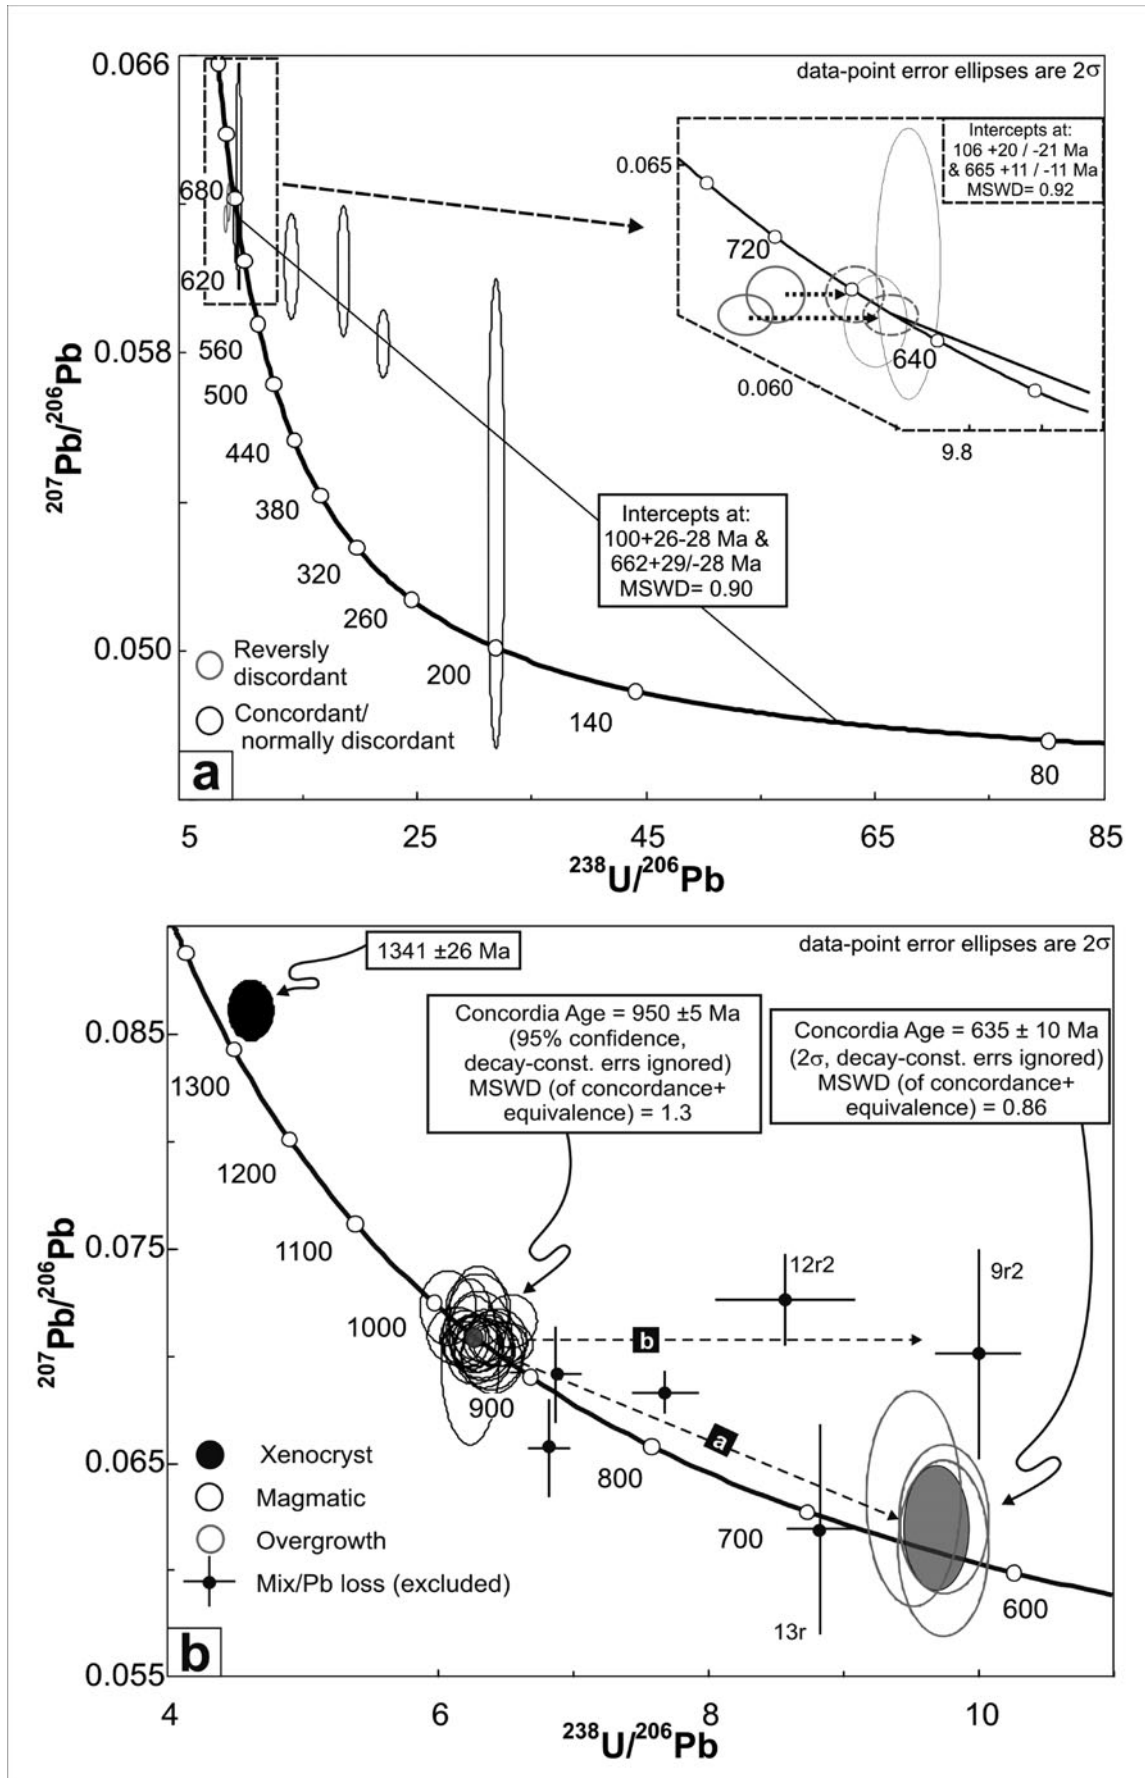 0.066
data-point error ellipses are 2σ
Intercepts at:
106 +20 / -21 Ma
& 665 +11 / -11 Ma
MSWD= 0.92
0.065
720
640
0.060
9.8
680
620
560
500
440
380
320
260
200
140
80
0.058
0.050
207Pb/206Pb
Intercepts at:
100+26-28 Ma &
662+29/-28 Ma
MSWD= 0.90
Reversly
discordant
Concordant/
normally discordant
a
5 25 45 65 85
238U/206Pb
data-point error ellipses are 2σ
1341 ±26 Ma
Concordia Age = 950 ±5 Ma
(95% confidence,
decay-const. errs ignored)
MSWD (of concordance+
equivalence) = 1.3
Concordia Age = 635 ± 10 Ma
(2σ, decay-const. errs ignored)
MSWD (of concordance+
equivalence) = 0.86
0.085
1300
1200
1100
0.075
12r2
9r2
1000
b
900
a
800
0.065
700
600
13r
207Pb/206Pb
Xenocryst
Magmatic
Overgrowth
Mix/Pb loss (excluded)
b
0.055
4 6 8 10
238U/206Pb